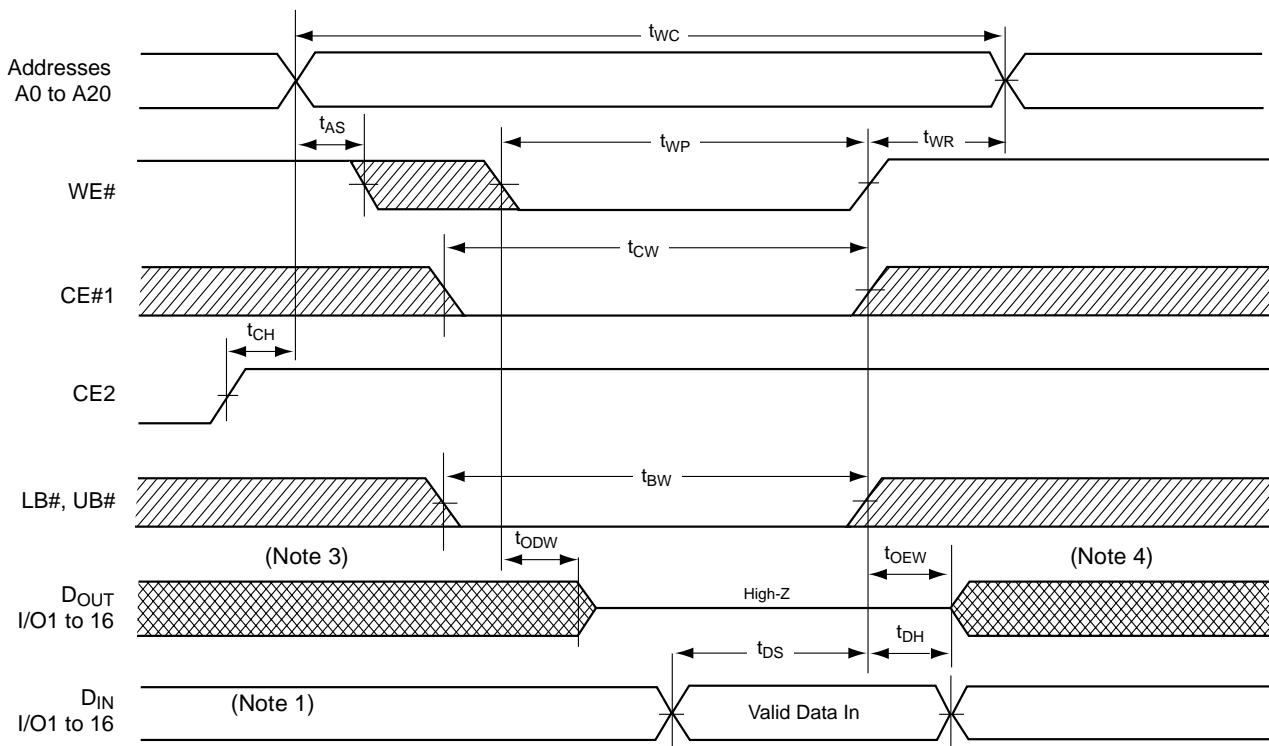 tWC
Addresses
A0 to A20
tAS
tWP
tWR
WE#
tCW
CE#1
tCH
CE2
tBW
LB#, UB#
tODW
(Note 3)
tOEW
(Note 4)
DOUT
I/O1 to 16
High-Z
tDS
tDH
DIN
I/O1 to 16
(Note 1)
Valid Data In